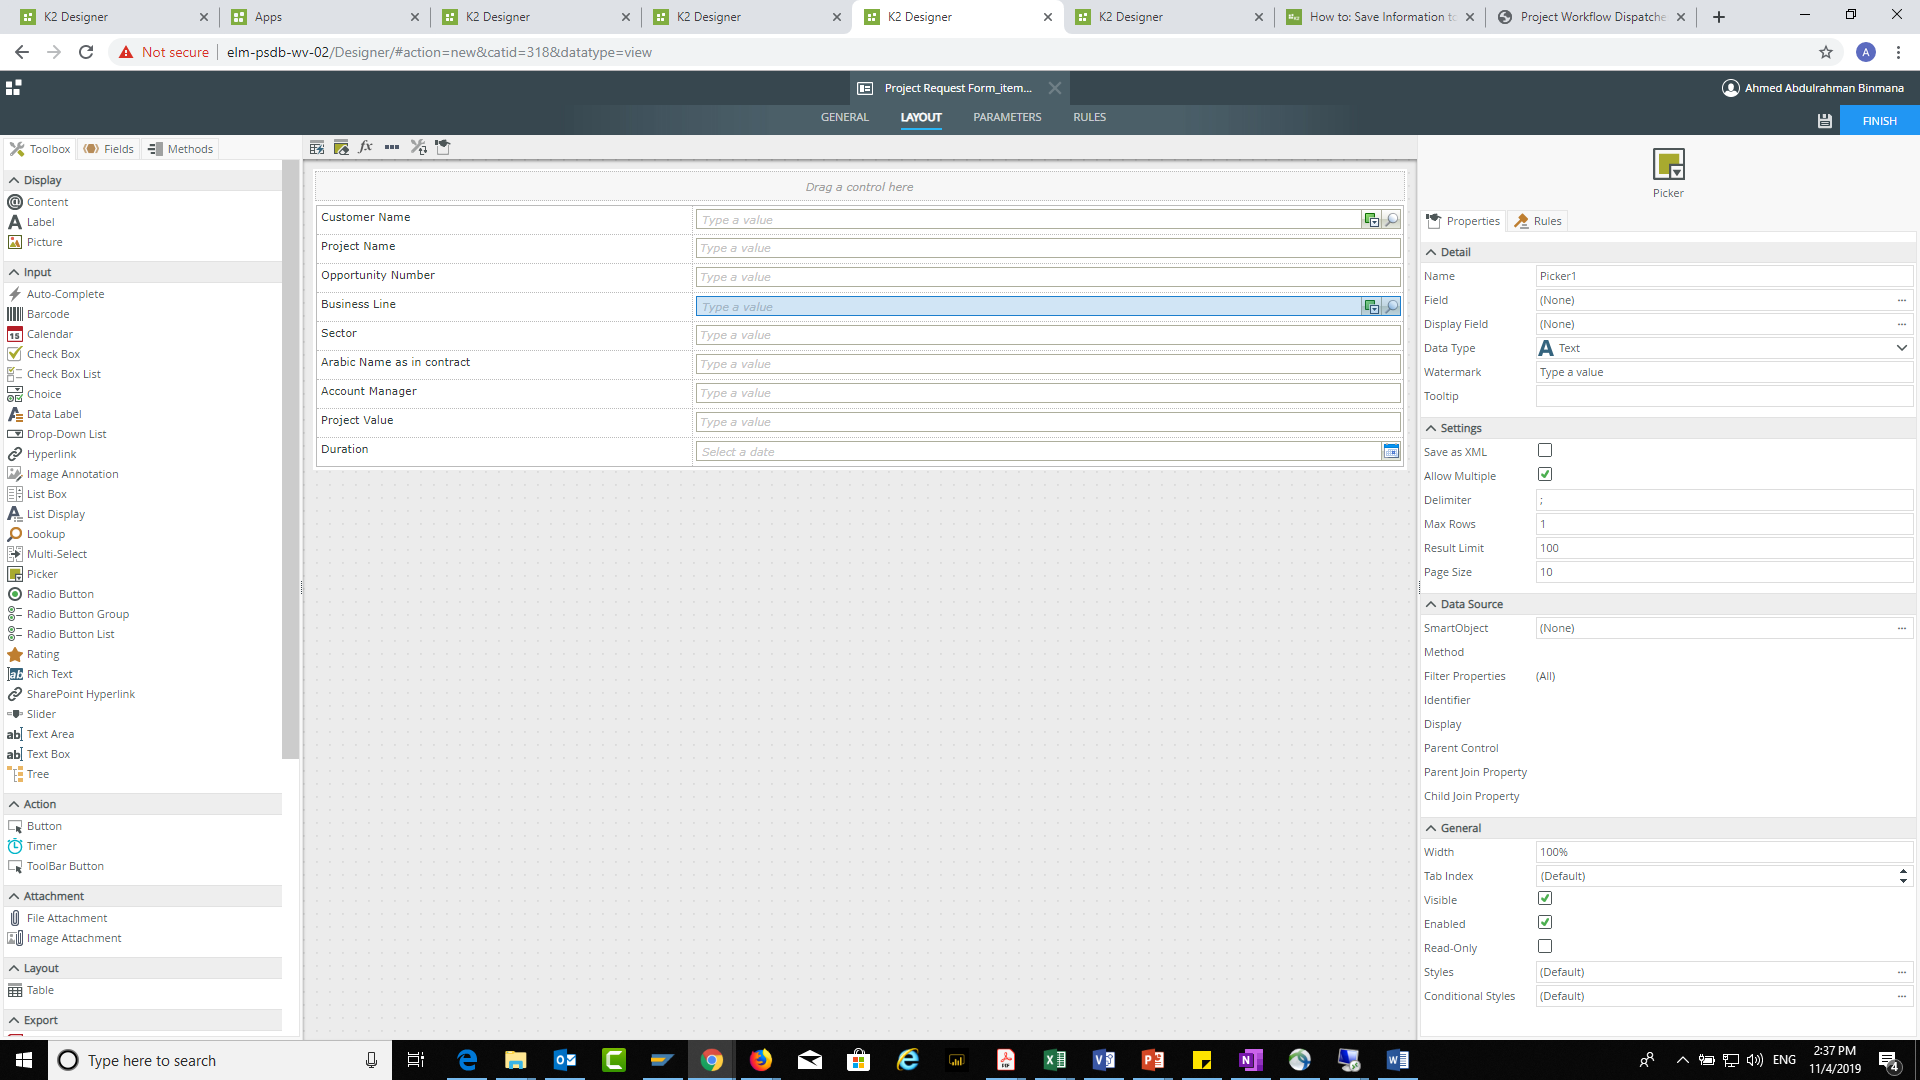 K2 Designer
Apps
K2 Designer
K2 Designer
K2 Designer
K2 Designer
How to: Save Information to
Project Workflow Dispatche
Not secure
elm-psdb-wv-02/Designer/#action=new&catid=318&datatype=view
A
Project Request Form_item...
Ahmed Abdulrahman Binmana
GENERAL
LAYOUT
PARAMETERS
RULES
FINISH
Toolbox
Fields
Methods
Display
Content
Label
Picture
Input
Auto-Complete
Barcode
Calendar
Check Box
Check Box List
Choice
Data Label
Drop-Down List
Hyperlink
Image Annotation
List Box
List Display
Lookup
Multi-Select
Picker
Radio Button
Radio Button Group
Radio Button List
Rating
Rich Text
SharePoint Hyperlink
Slider
Text Area
Text Box
Tree
Action
Button
Timer
ToolBar Button
Attachment
File Attachment
Image Attachment
Layout
Table
Export
Drag a control here
Customer Name
Type a value
Project Name
Type a value
Opportunity Number
Type a value
Business Line
Type a value
Sector
Type a value
Arabic Name as in contract
Type a value
Account Manager
Type a value
Project Value
Type a value
Duration
Select a date
Picker
Properties
Rules
Detail
Name
Picker1
Field
(None)
Display Field
(None)
Data Type
Text
Watermark
Type a value
Tooltip
Settings
Save as XML
Allow Multiple
Delimiter
;
Max Rows
1
Result Limit
100
Page Size
10
Data Source
SmartObject
(None)
Method
Filter Properties
(All)
Identifier
Display
Parent Control
Parent Join Property
Child Join Property
General
Width
100%
Tab Index
(Default)
Visible
Enabled
Read-Only
Styles
(Default)
Conditional Styles
(Default)
Type here to search
ENG
2:37 PM
11/4/2019
4